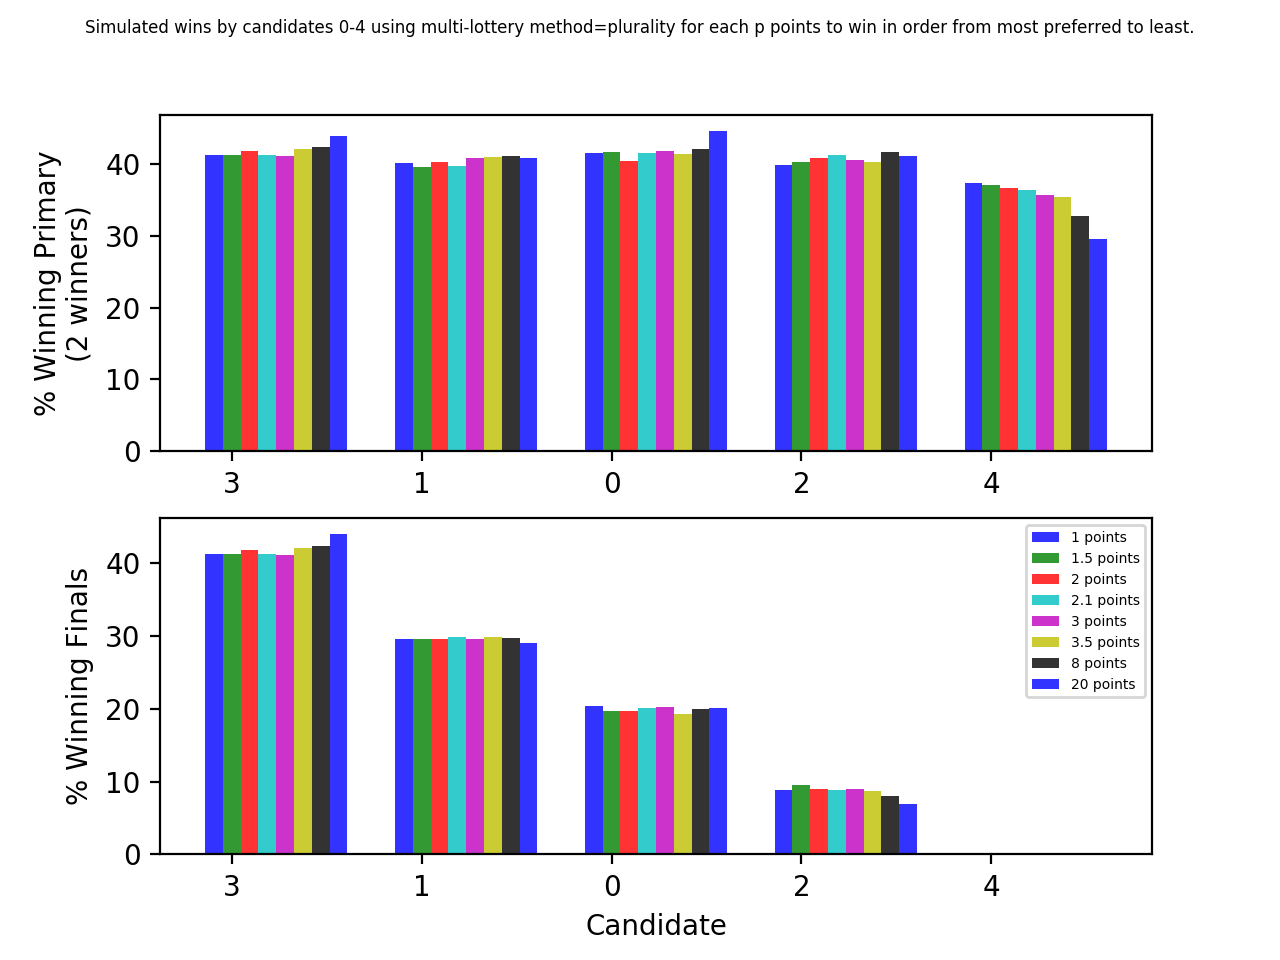 Simulated wins by candidates 0-4 using multi-lottery method=plurality for each p points to win in order from most preferred to least.
% Winning Primary
(2 winners)
40
30
20
10
0
3 1 0 2 4
% Winning Finals
40
30
20
10
0
1 points
1.5 points
2 points
2.1 points
3 points
3.5 points
8 points
20 points
3 1 0 2 4
Candidate